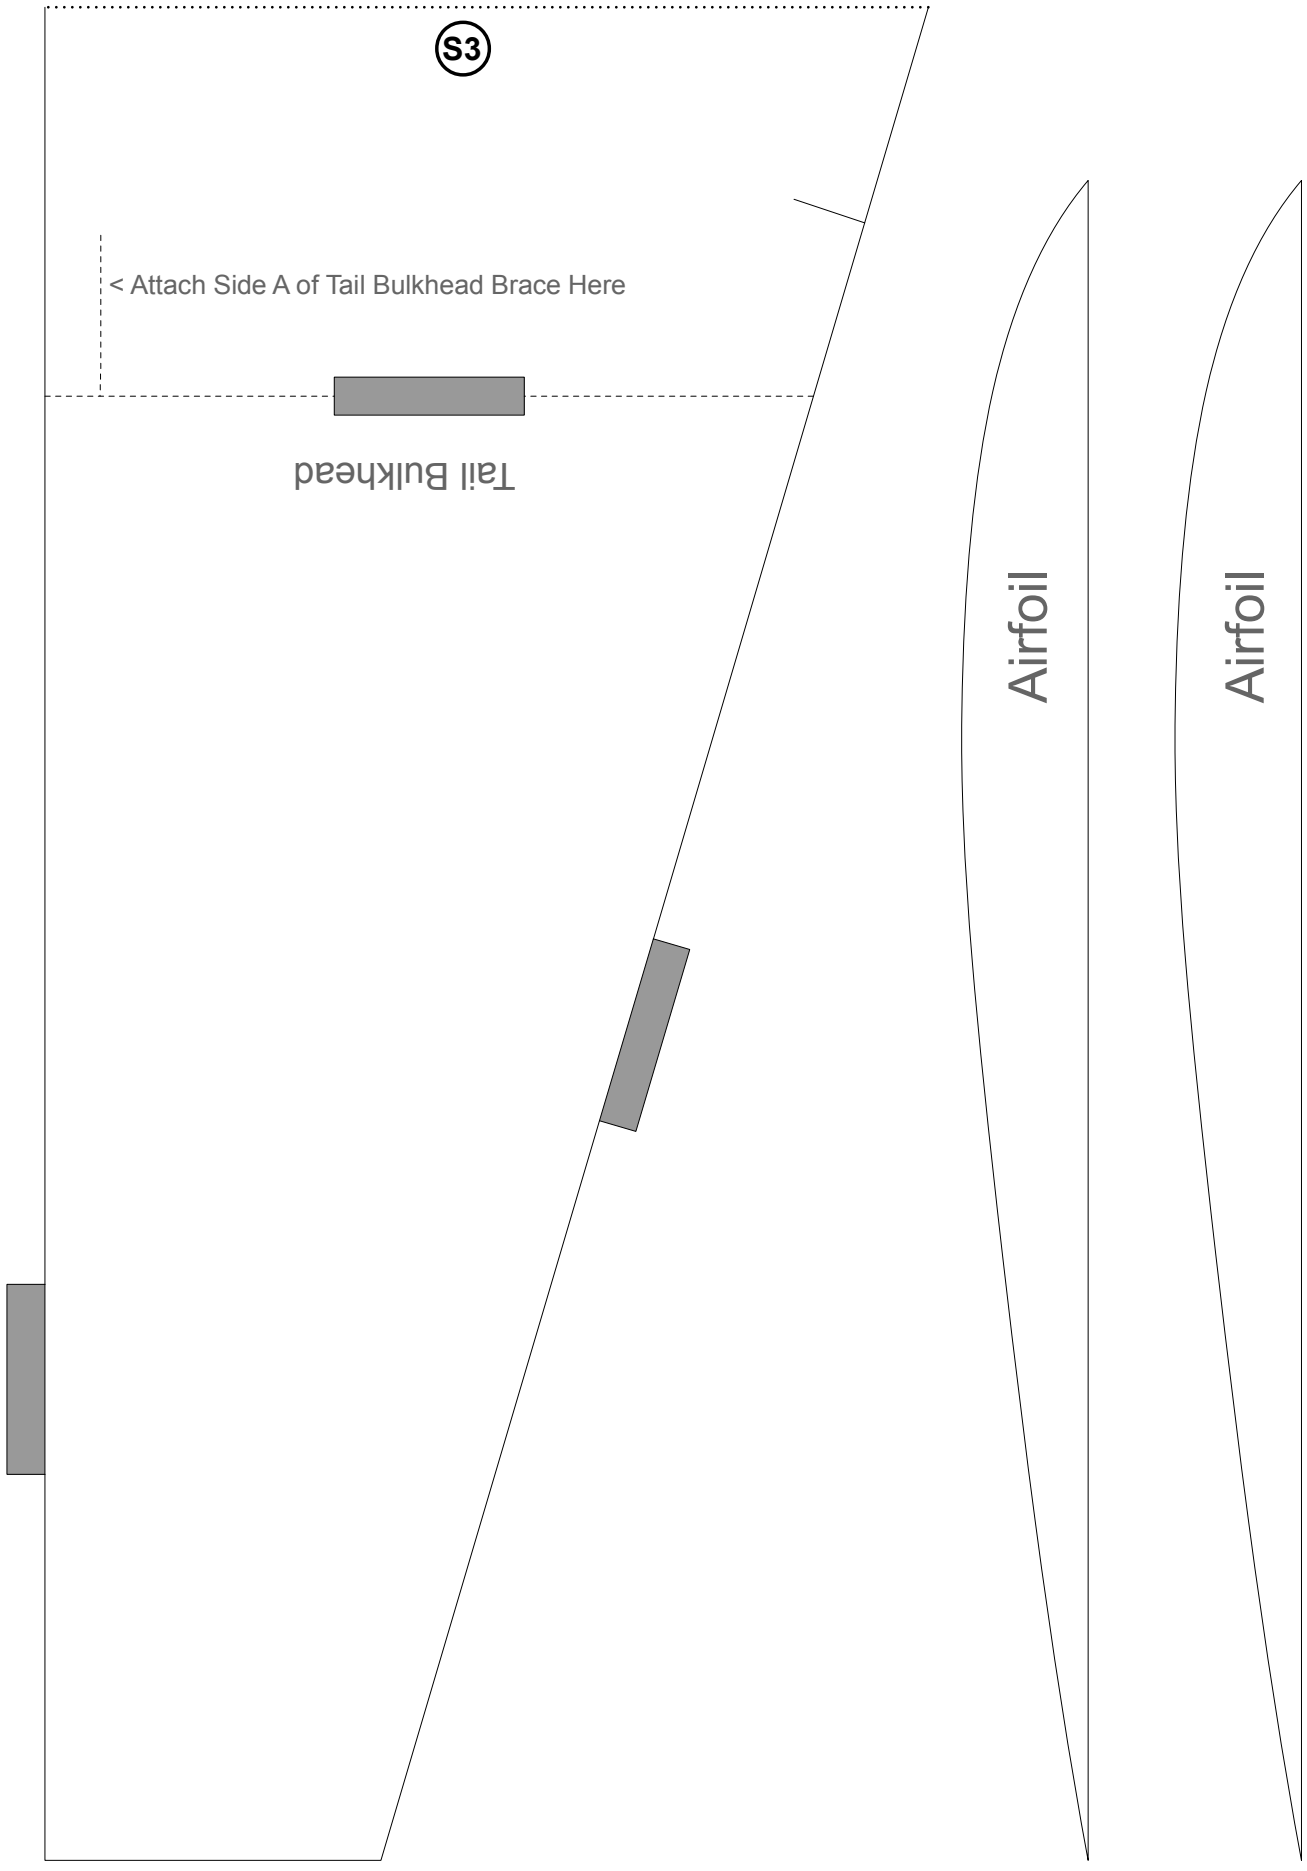 S3
< Attach Side A of Tail Bulkhead Brace Here
Tail Bulkhead
Airfoil
Airfoil